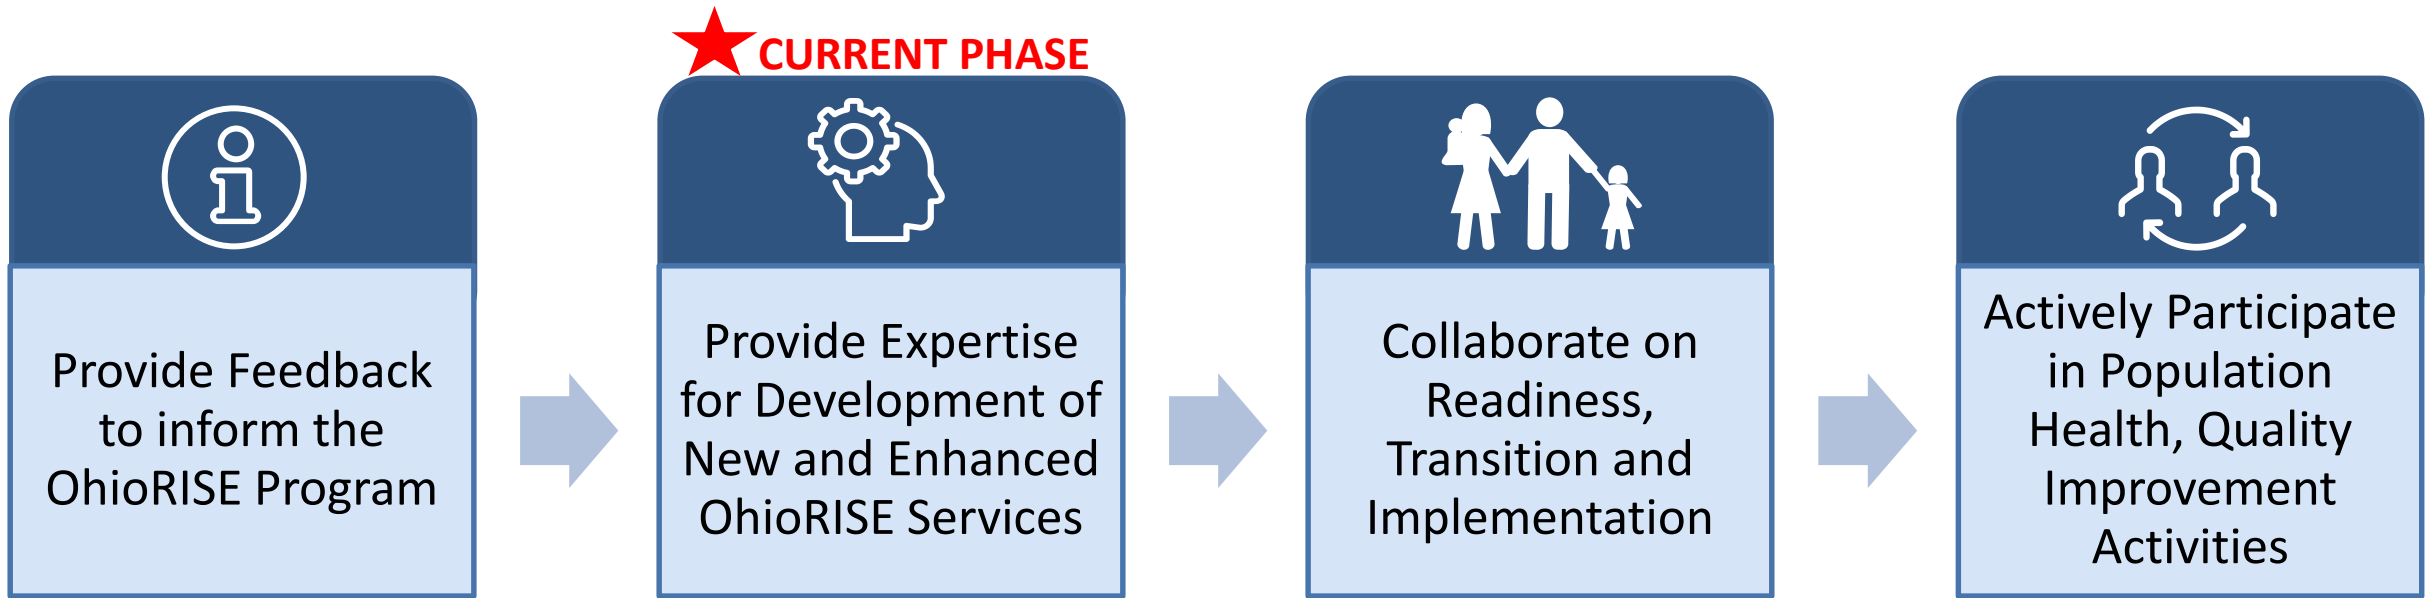 CURRENT PHASE
Provide Feedback
to inform the
OhioRISE Program
Provide Expertise
for Development of
New and Enhanced
OhioRISE Services
Collaborate on
Readiness,
Transition and
Implementation
Actively Participate
in Population
Health, Quality
Improvement
Activities